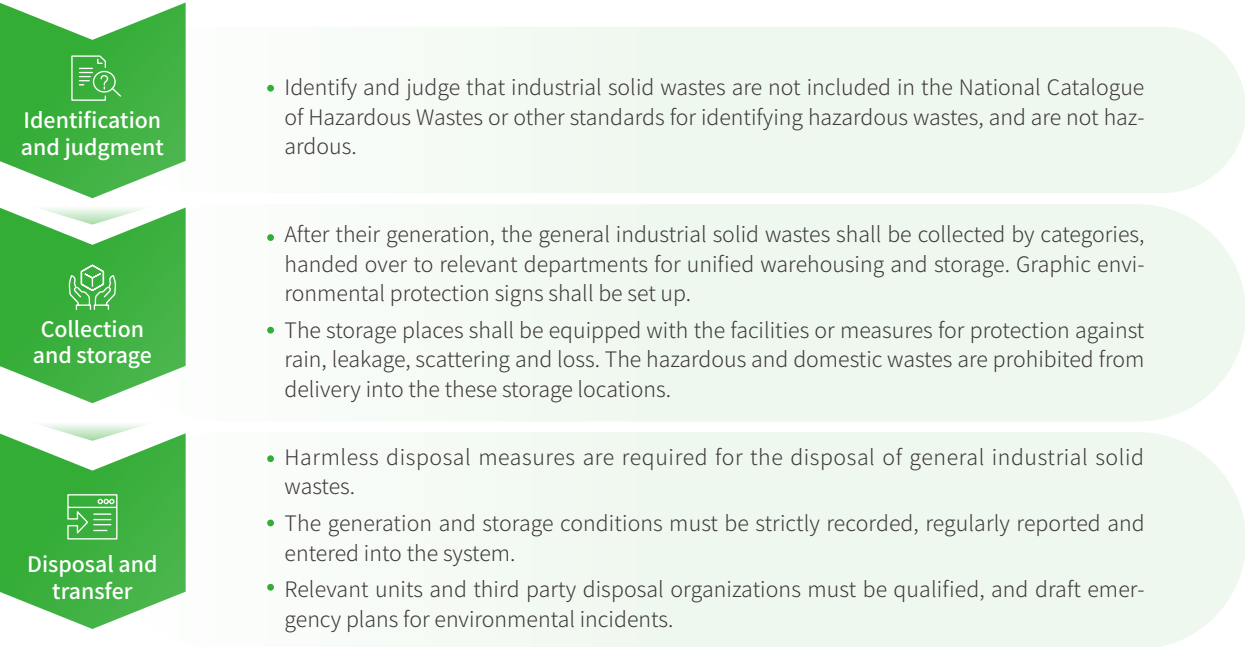 Identification
and judgment
• Identify and judge that industrial solid wastes are not included in the National Catalogue
of Hazardous Wastes or other standards for identifying hazardous wastes, and are not haz-
ardous.
Collection
and storage
• After their generation, the general industrial solid wastes shall be collected by categories,
handed over to relevant departments for unified warehousing and storage. Graphic envi-
ronmental protection signs shall be set up.
• The storage places shall be equipped with the facilities or measures for protection against
rain, leakage, scattering and loss. The hazardous and domestic wastes are prohibited from
delivery into the these storage locations.
Disposal and
transfer
• Harmless disposal measures are required for the disposal of general industrial solid
wastes.
• The generation and storage conditions must be strictly recorded, regularly reported and
entered into the system.
• Relevant units and third party disposal organizations must be qualified, and draft emer-
gency plans for environmental incidents.